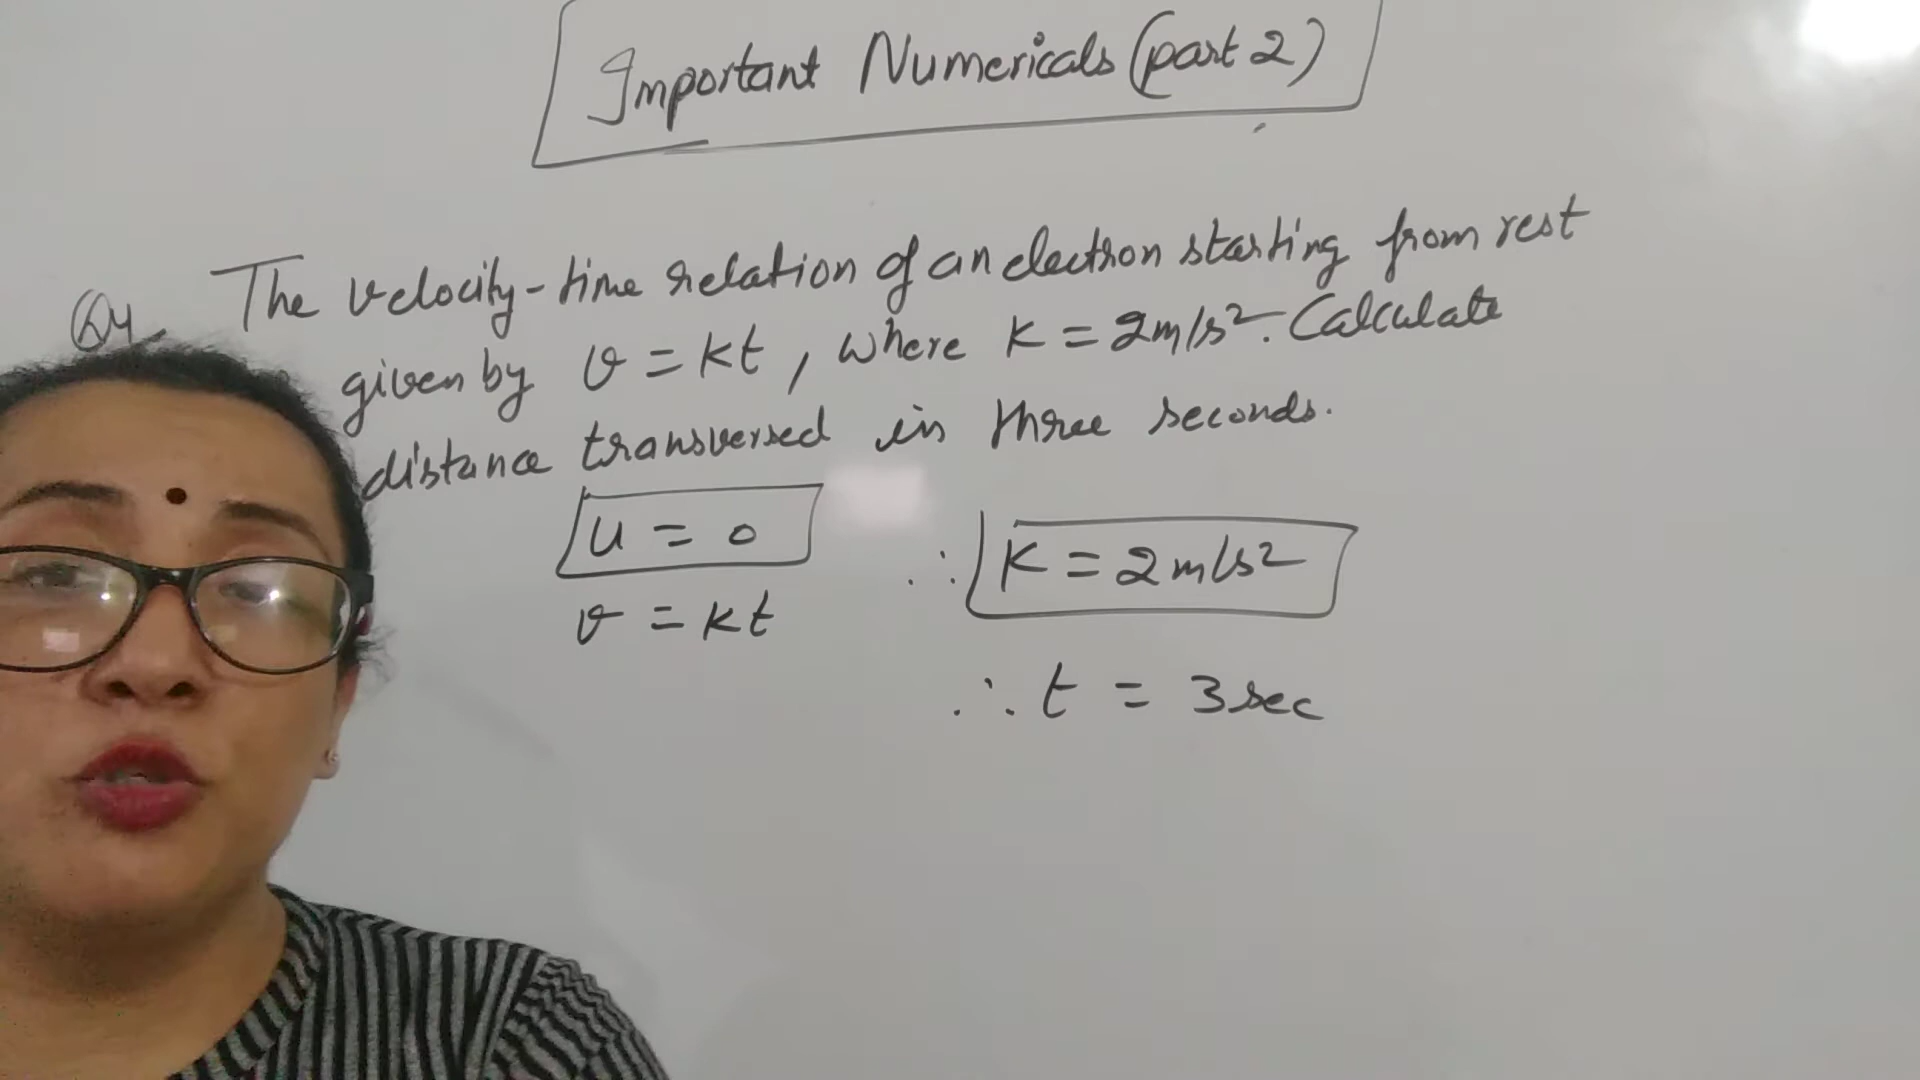 Important Numericals (part 2)
Q4 The velocity-time relation of an electron starting from rest
given by v = kt, where K = 2m/s². Calculate
distance transversed in three seconds.
u = 0 ∴ K = 2m/s²
v = kt
∴ t = 3sec